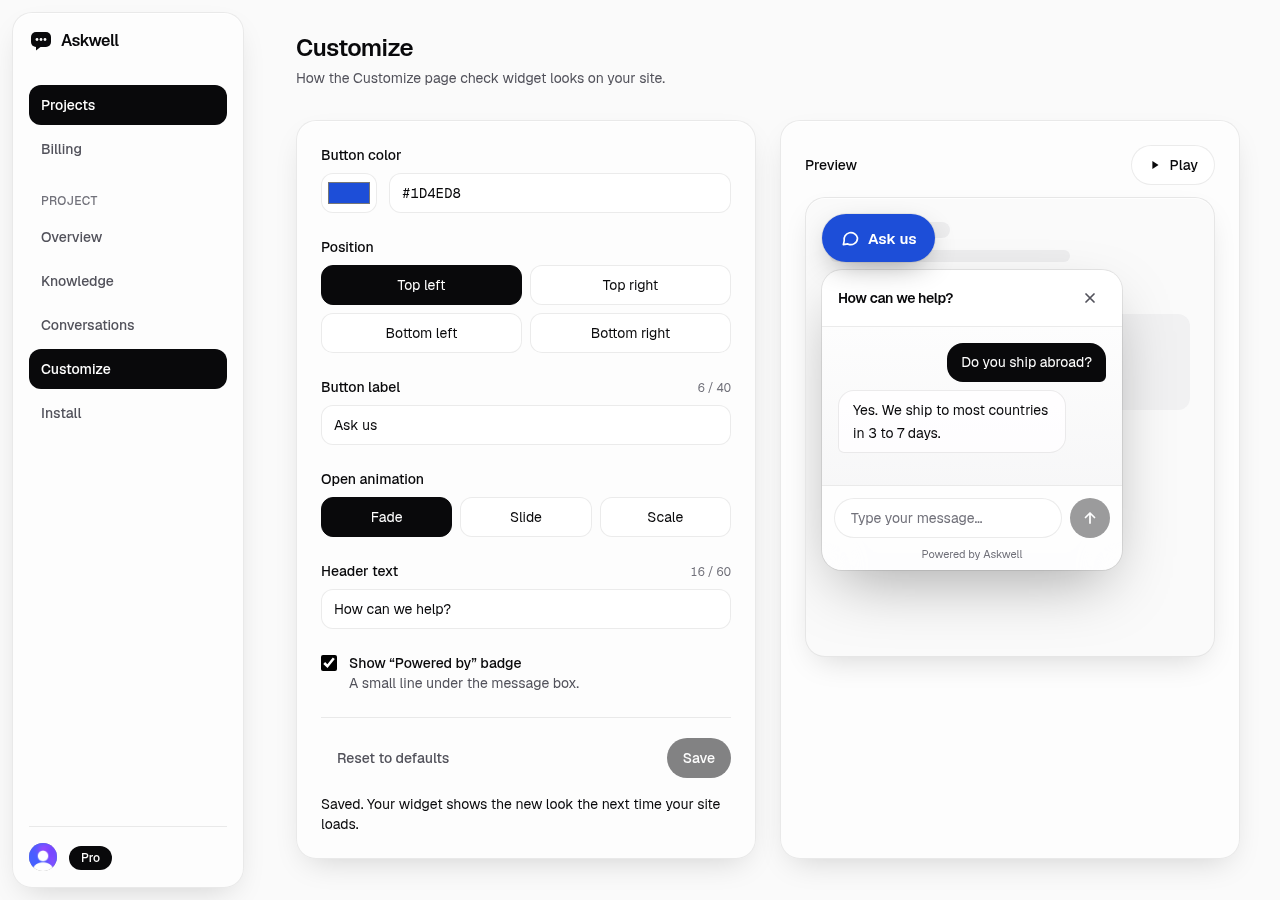 Askwell
Projects
Billing
PROJECT
Overview
Knowledge
Conversations
Customize
Install
Pro
Customize
How the Customize page check widget looks on your site.
Button color
#1D4ED8
Position
Top left
Top right
Bottom left
Bottom right
Button label
6 / 40
Ask us
Open animation
Fade
Slide
Scale
Header text
16 / 60
How can we help?
Show “Powered by” badge
A small line under the message box.
Reset to defaults
Save
Saved. Your widget shows the new look the next time your site
loads.
Preview
Play
Ask us
How can we help?
Do you ship abroad?
Yes. We ship to most countries
in 3 to 7 days.
Type your message…
Powered by Askwell